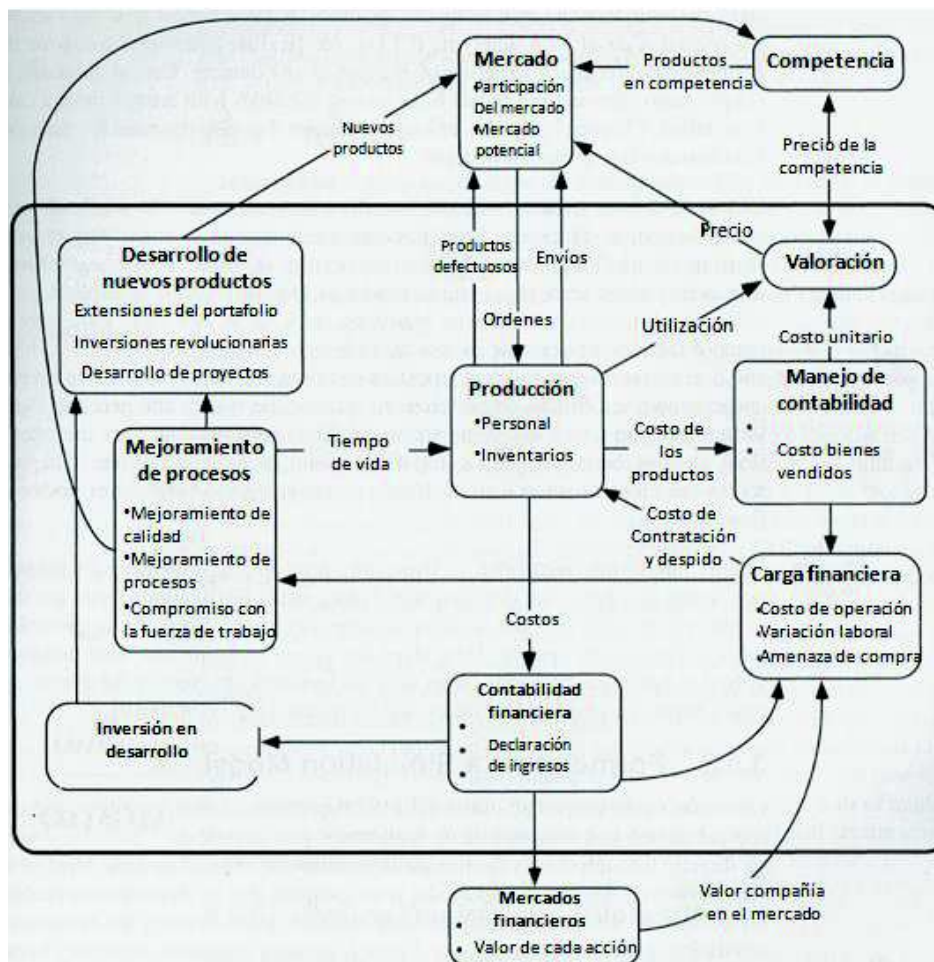 Mercado
•Participación
Del mercado
•Mercado
potencial
Productos
en competencia
Competencia
Nuevos
productos
Precio de la
competencia
Desarrollo de
nuevos productos
Extensiones del portafolio
Inversiones revolucionarias
Desarrollo de proyectos
Productos
defectuosos
Envios
Ordenes
Precio
Valoración
Utilización
Costo unitario
Producción
•Personal
•Inventarios
Manejo de
contabilidad
•
• Costo bienes
vendidos
Mejoramiento
de procesos
•Mejoramiento de
calidad
•Mejoramiento de
procesos
•Compromiso con
la fuerza de trabajo
Tiempo
de vida
Costo de
los
productos
Costo de
Contratación
y despido
Carga financiera
•Costo de operación
•Variación laboral
•Amenaza de compra
Costos
Contabilidad
financiera
•
• Declaración
• de ingresos
Inversión en
desarrollo
Mercados
financieros
•
• Valor de cada acción
Valor compañía
en el mercado